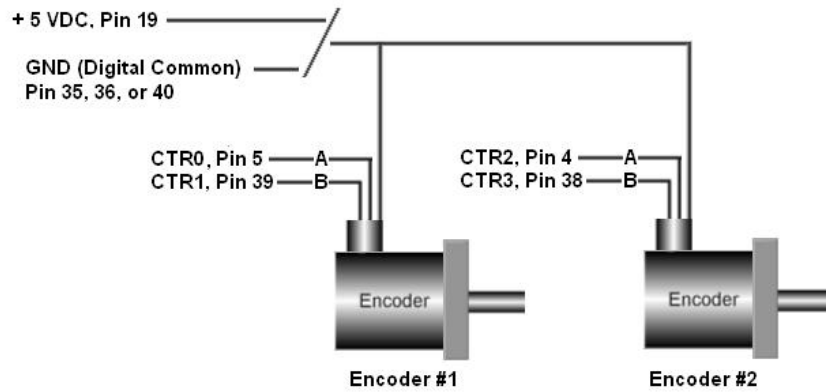 + 5 VDC, Pin 19
GND (Digital Common)
Pin 35, 36, or 40
CTR0, Pin 5 A
CTR1, Pin 39 B
CTR2, Pin 4 A
CTR3, Pin 38 B
Encoder
Encoder
Encoder #1
Encoder #2